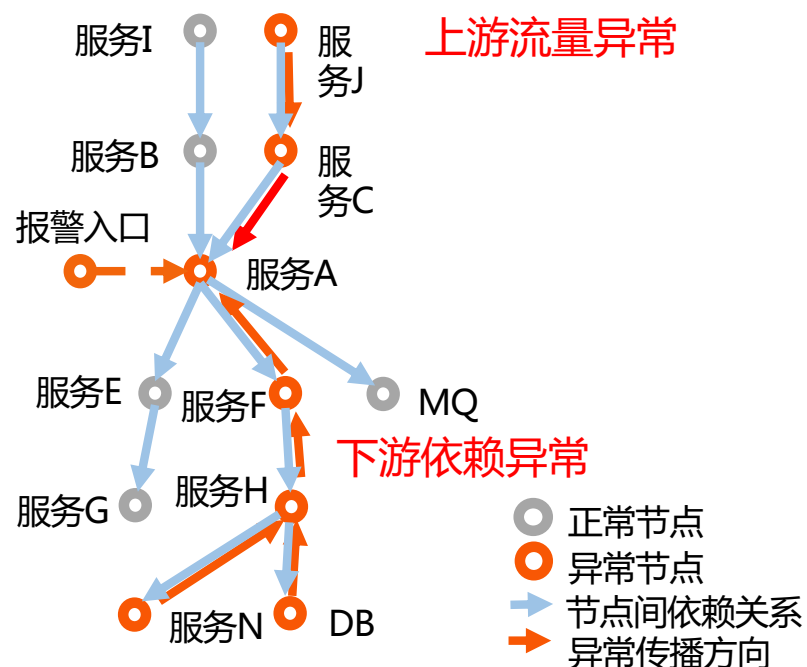 上游流量异常
服务I
服
务J
服务B
服
务C
报警入口
服务A
服务E
服务F
MQ
下游依赖异常
服务H
服务G
服务N
DB
正常节点
异常节点
节点间依赖关系
异常传播方向